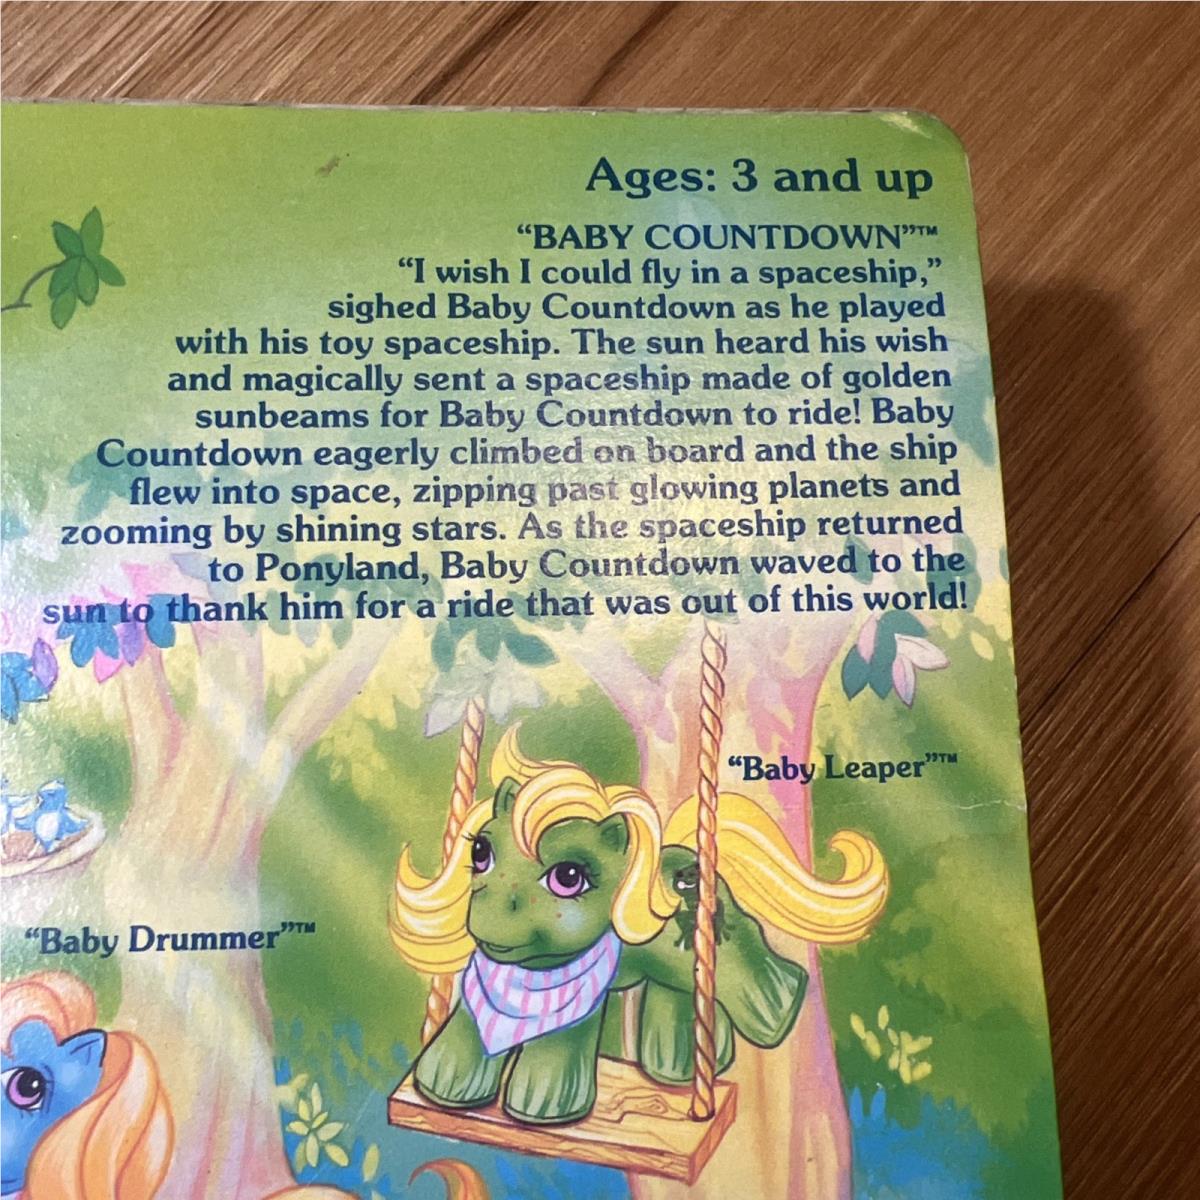 Ages: 3 and up
“BABY COUNTDOWN”™
“I wish I could fly in a spaceship,”
sighed Baby Countdown as he played
with his toy spaceship. The sun heard his wish
and magically sent a spaceship made of golden
sunbeams for Baby Countdown to ride! Baby
Countdown eagerly climbed on board and the ship
flew into space, zipping past glowing planets and
zooming by shining stars. As the spaceship returned
to Ponyland, Baby Countdown waved to the
sun to thank him for a ride that was out of this world!
“Baby Leaper”™
“Baby Drummer”™